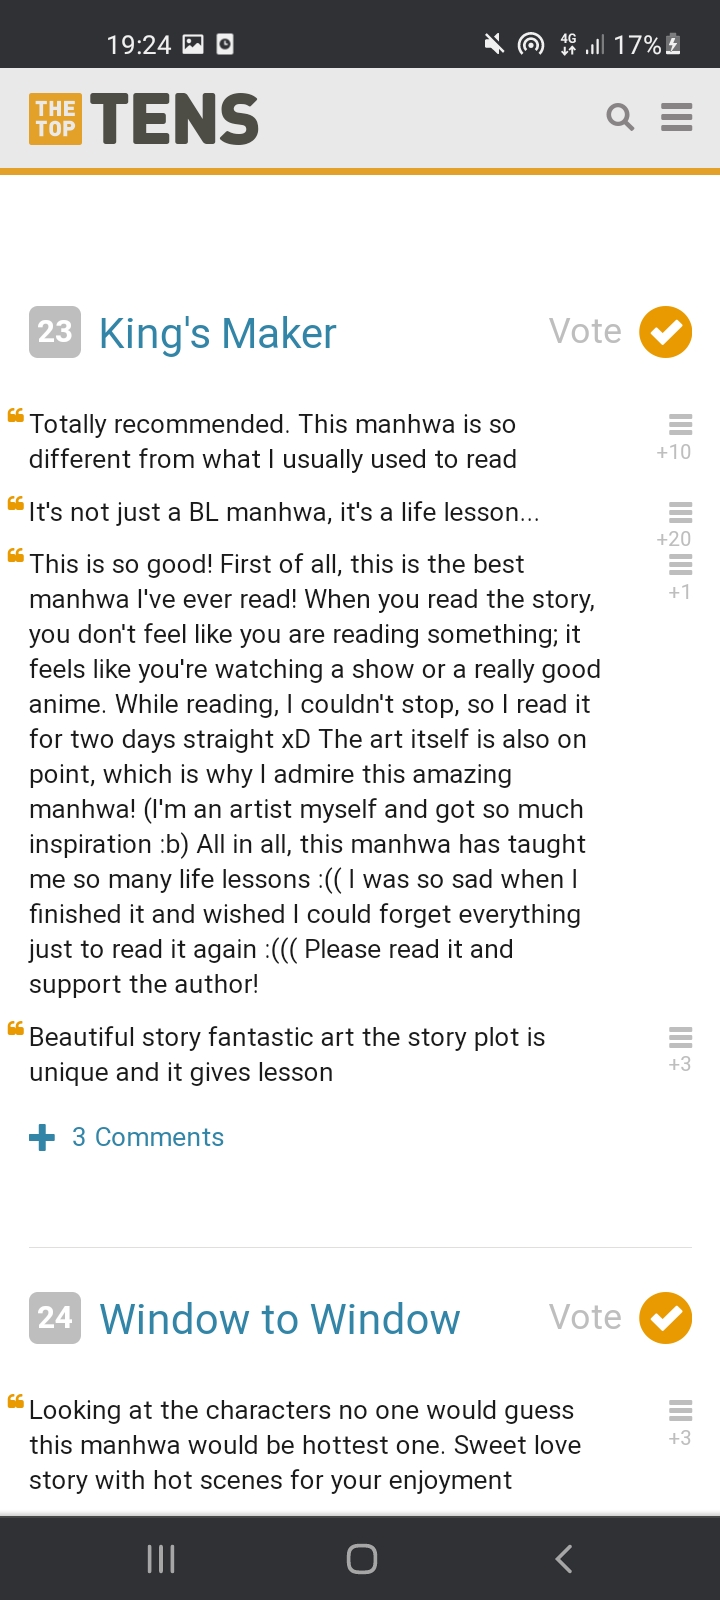 19:24 4G 17%
THE TOP TENS
23 King's Maker Vote
Totally recommended. This manhwa is so
different from what I usually used to read
+10
It's not just a BL manhwa, it's a life lesson...
+20
This is so good! First of all, this is the best
manhwa I've ever read! When you read the story,
+1
you don't feel like you are reading something; it
feels like you're watching a show or a really good
anime. While reading, I couldn't stop, so I read it
for two days straight xD The art itself is also on
point, which is why I admire this amazing
manhwa! (I'm an artist myself and got so much
inspiration :b) All in all, this manhwa has taught
me so many life lessons :(( I was so sad when I
finished it and wished I could forget everything
just to read it again :((( Please read it and
support the author!
Beautiful story fantastic art the story plot is
unique and it gives lesson
+3
3 Comments
24 Window to Window Vote
Looking at the characters no one would guess
this manhwa would be hottest one. Sweet love
+3
story with hot scenes for your enjoyment